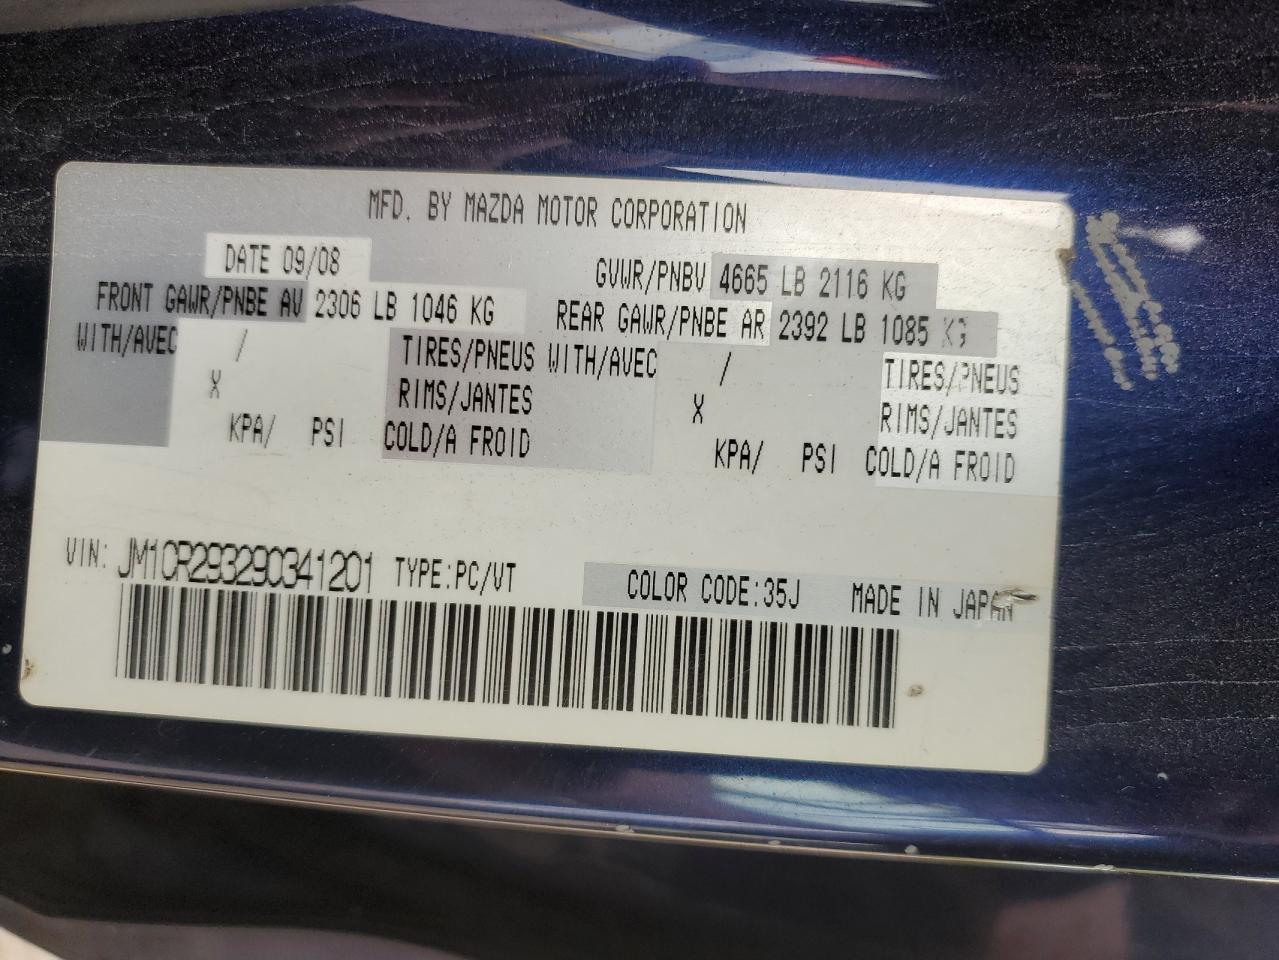 MFD. BY MAZDA MOTOR CORPORATION
DATE 09/08 GVWR/PNBV 4665 LB 2116 KG
FRONT GAWR/PNBE AV 2306 LB 1046 KG REAR GAWR/PNBE AR 2392 LB 1085 KG
WITH/AVEC / TIRES/PNEUS WITH/AVEC / TIRES/PNEUS
X RIMS/JANTES X RIMS/JANTES
KPA/ PSI COLD/A FROID KPA/ PSI COLD/A FROID
VIN: JM1CR293290341201 TYPE:PC/VT COLOR CODE:35J MADE IN JAPAN